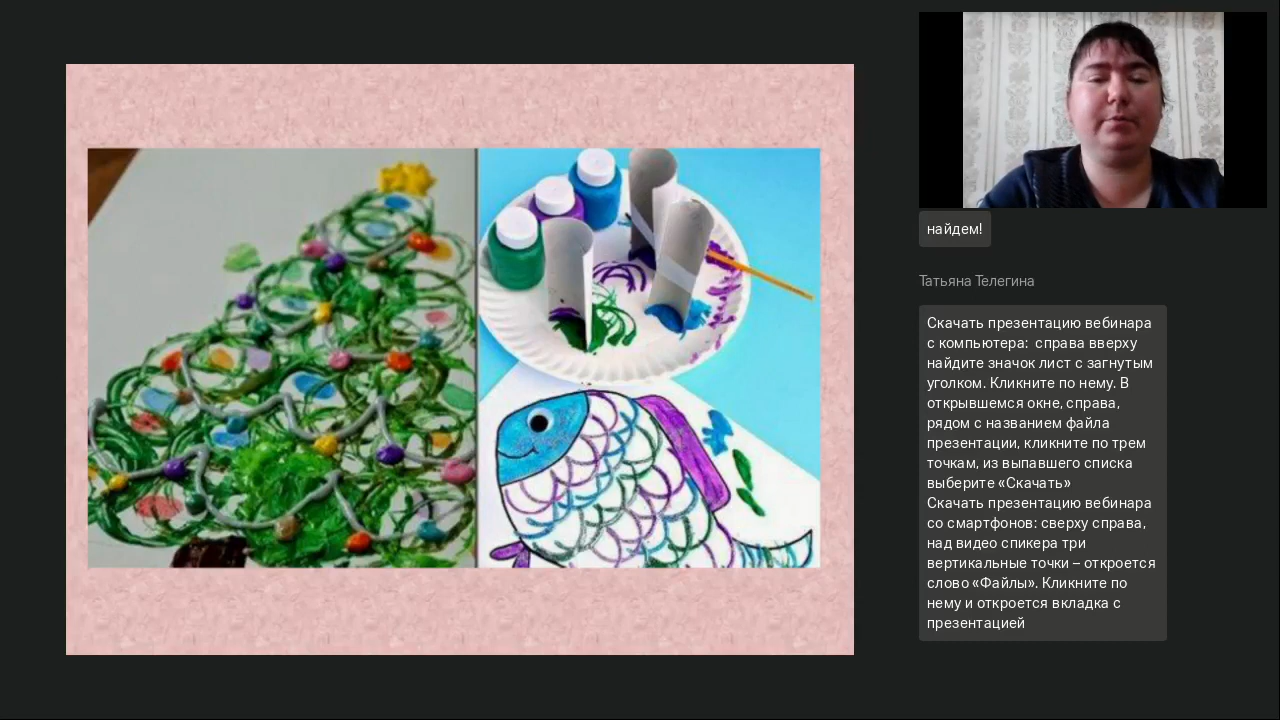 найдем!
Татьяна Телегина
Скачать презентацию вебинара
с компьютера: справа вверху
найдите значок лист с загнутым
уголком. Кликните по нему. В
открывшемся окне, справа,
рядом с названием файла
презентации, кликните по трем
точкам, из выпавшего списка
выберите «Скачать»
Скачать презентацию вебинара
со смартфонов: сверху справа,
над видео спикера три
вертикальные точки – откроется
слово «Файлы». Кликните по
нему и откроется вкладка с
презентацией